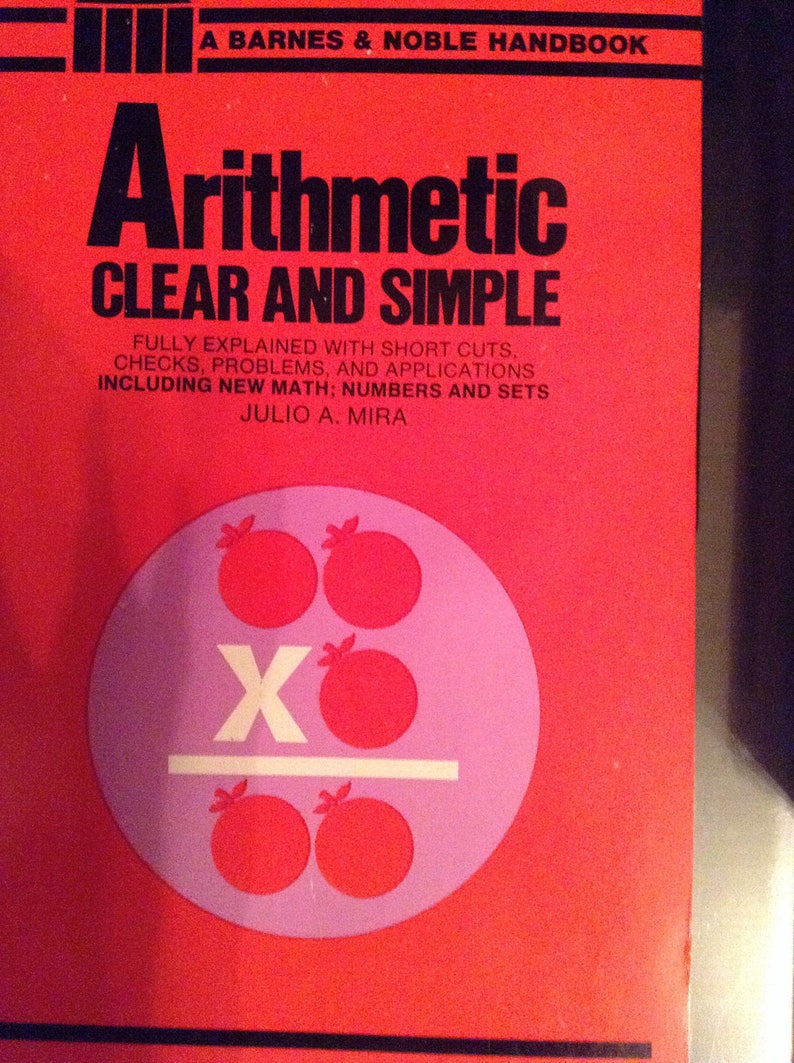 A BARNES & NOBLE HANDBOOK
Arithmetic
CLEAR AND SIMPLE
FULLY EXPLAINED WITH SHORT CUTS,
CHECKS, PROBLEMS, AND APPLICATIONS
INCLUDING NEW MATH; NUMBERS AND SETS
JULIO A. MIRA
X